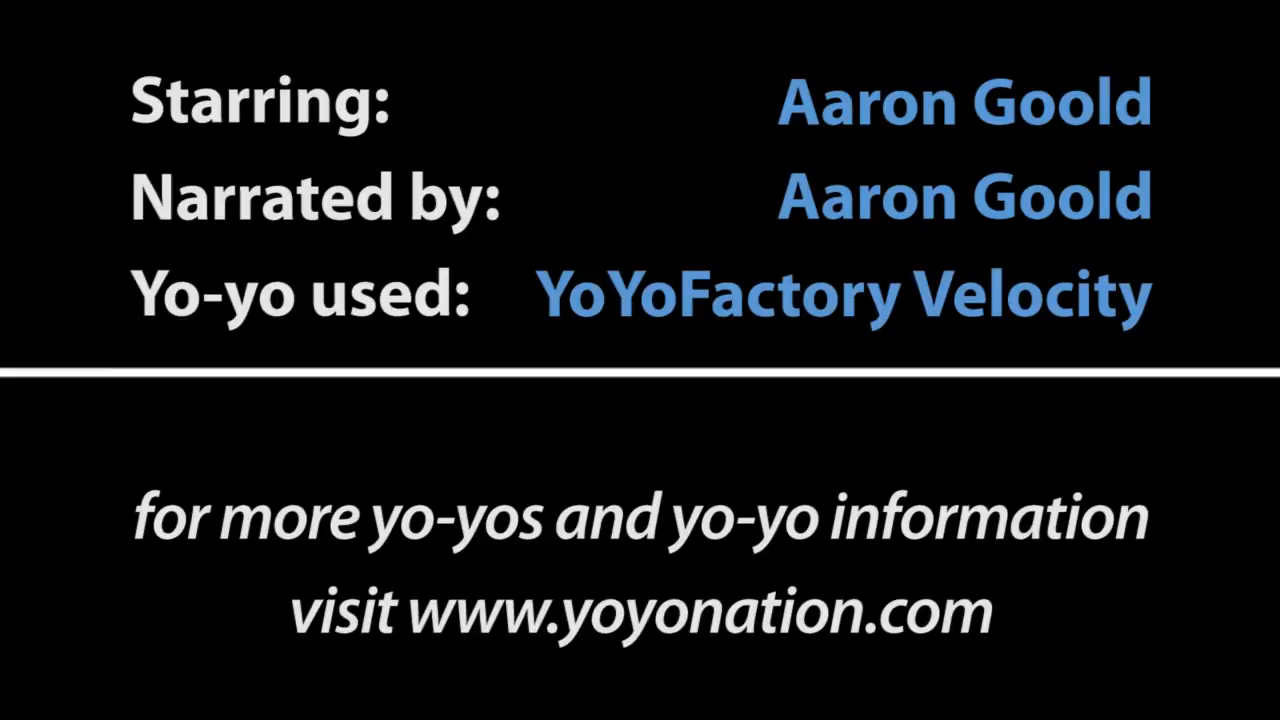 Starring: Aaron Goold
Narrated by: Aaron Goold
Yo-yo used: YoYoFactory Velocity
for more yo-yos and yo-yo information
visit www.yoyonation.com